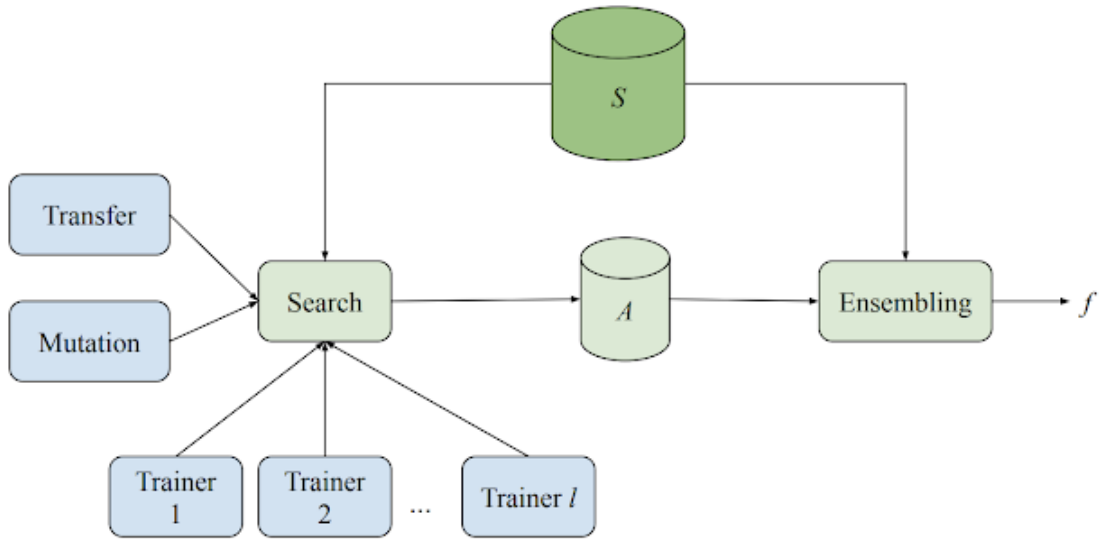 S
Transfer
Search
A
Ensembling
f
Mutation
Trainer
1
Trainer
2
...
Trainer l